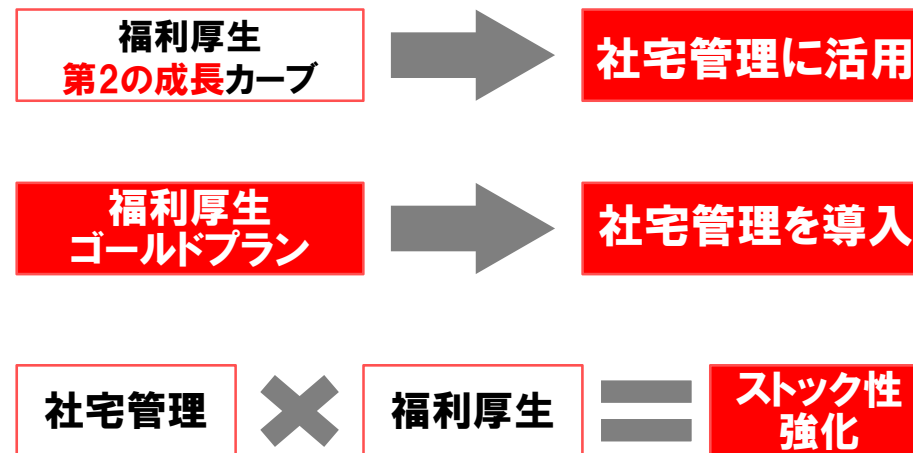 福利厚生
第2の成長カーブ
社宅管理に活用
福利厚生
ゴールドプラン
社宅管理を導入
社宅管理
福利厚生
ストック性
強化